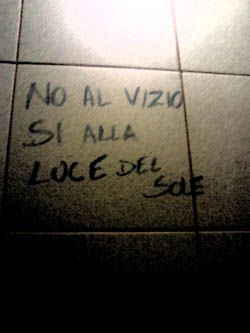 NO AL VIZIO
SI ALLA
LUCE DEL
SOLE